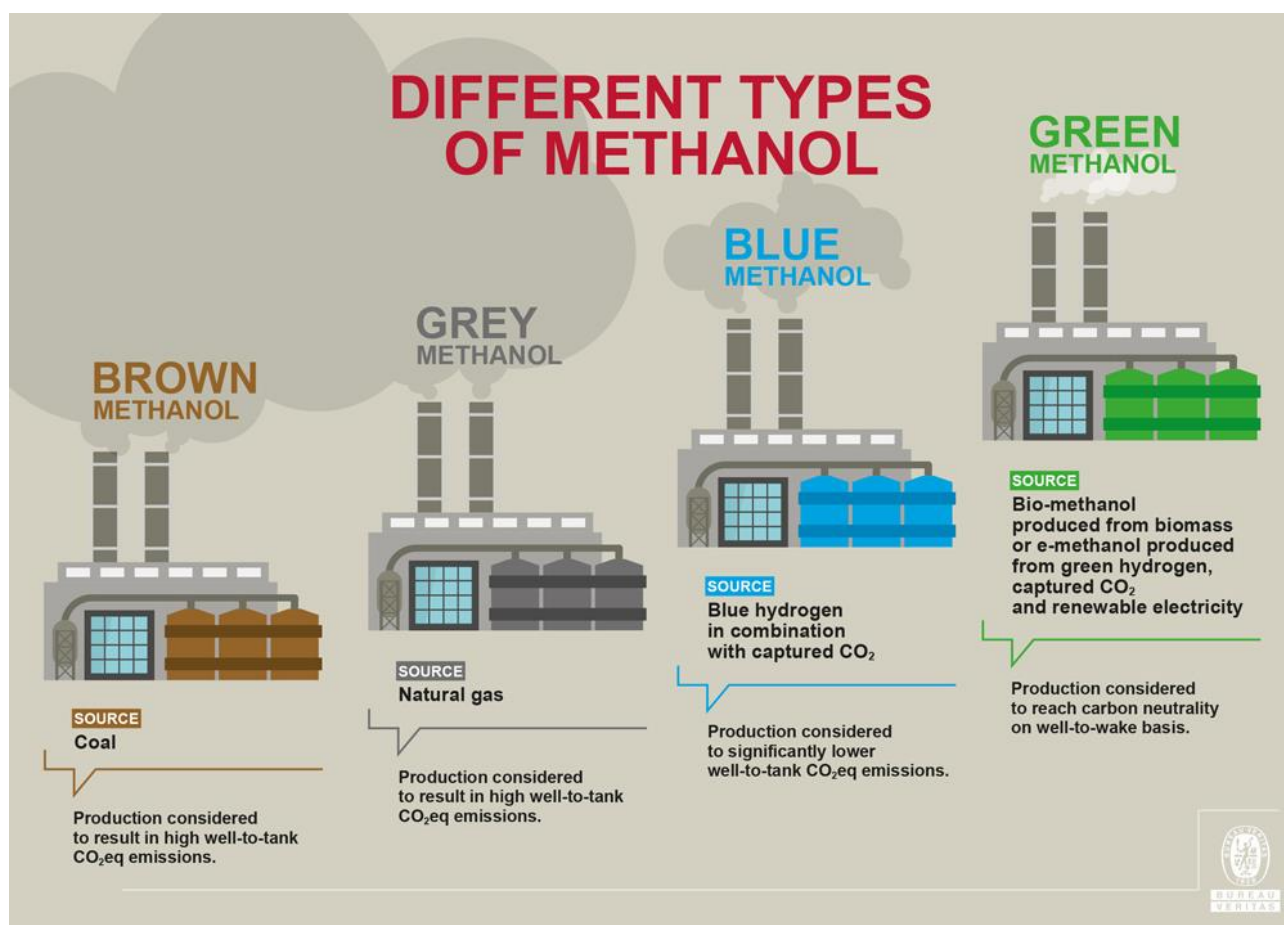 DIFFERENT TYPES
OF METHANOL
BROWN
METHANOL
SOURCE
Coal
Production considered
to result in high well-to-tank
CO₂eq emissions.
GREY
METHANOL
SOURCE
Natural gas
Production considered
to result in high well-to-tank
CO₂eq emissions.
BLUE
METHANOL
SOURCE
Blue hydrogen
in combination
with captured CO₂
Production considered
to significantly lower
well-to-tank CO₂eq emissions.
GREEN
METHANOL
SOURCE
Bio-methanol
produced from biomass
or e-methanol produced
from green hydrogen,
captured CO₂
and renewable electricity
Production considered
to reach carbon neutrality
on well-to-wake basis.
BUREAU VERITAS
1828
BUREAU
VERITAS